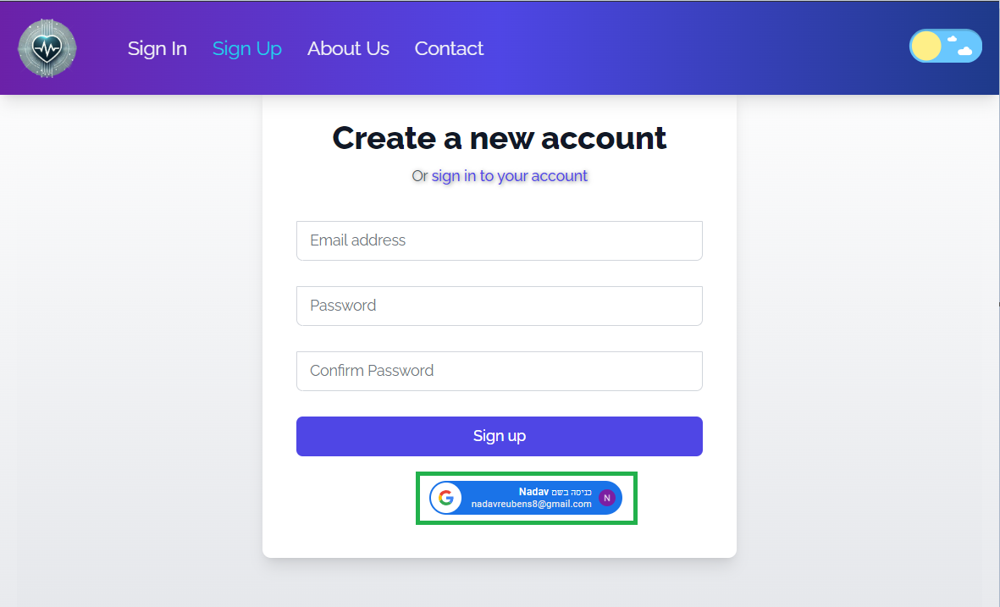 Sign In Sign Up About Us Contact
Create a new account
Or sign in to your account
Email address
Password
Confirm Password
Sign up
כניסה בשם Nadav
nadavreubens8@gmail.com
N